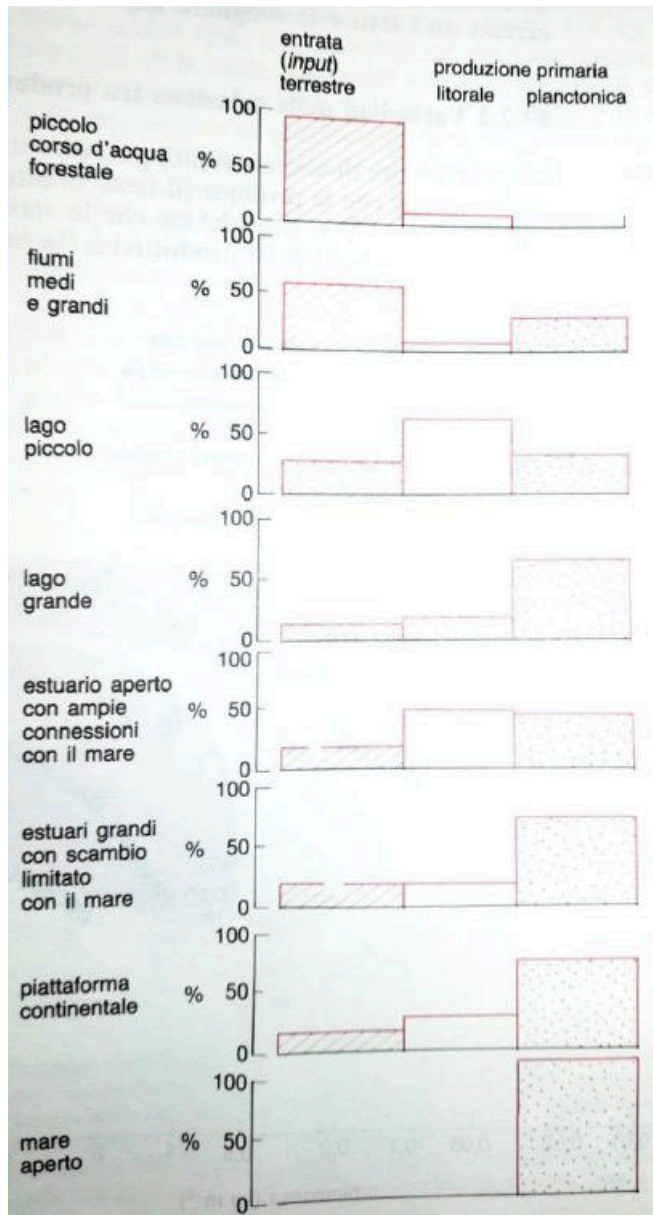 entrata
(input)
terrestre
produzione primaria
litorale planctonica
piccolo
corso d'acqua
forestale
%
100
50
0
fiumi
medi
e grandi
%
100
50
0
lago
piccolo
%
100
50
0
lago
grande
%
100
50
0
estuario aperto
con ampie
connessioni
con il mare
%
100
50
0
estuari grandi
con scambio
limitato
con il mare
%
100
50
0
piattaforma
continentale
%
100
50
0
mare
aperto
%
100
50
0